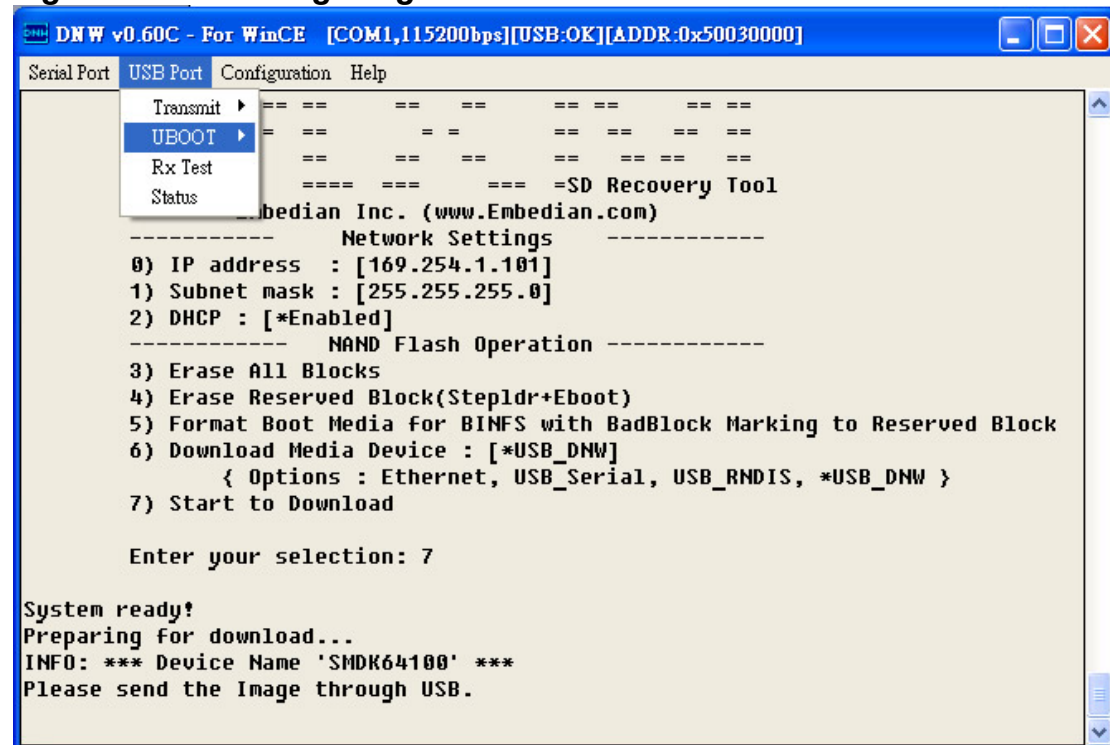 DNW v0.60C - For WinCE [COM1,115200bps][USB:OK][ADDR:0x50030000]
Serial Port USB Port Configuration Help
Transmit
UBOOT
Rx Test
Status
== == == == == == == ==
= == = = == == == ==
== == == == == == ==
==== === === =SD Recovery Tool
Inc. (www.Embedian.com)
----------- Network Settings ------------
0) IP address : [169.254.1.101]
1) Subnet mask : [255.255.255.0]
2) DHCP : [*Enabled]
------------ NAND Flash Operation ------------
3) Erase All Blocks
4) Erase Reserved Block(Stepldr+Eboot)
5) Format Boot Media for BINFS with BadBlock Marking to Reserved Block
6) Download Media Device : [*USB_DNW]
{ Options : Ethernet, USB_Serial, USB_RNDIS, *USB_DNW }
7) Start to Download
Enter your selection: 7
System ready!
Preparing for download...
INFO: *** Device Name 'SMDK64100' ***
Please send the Image through USB.